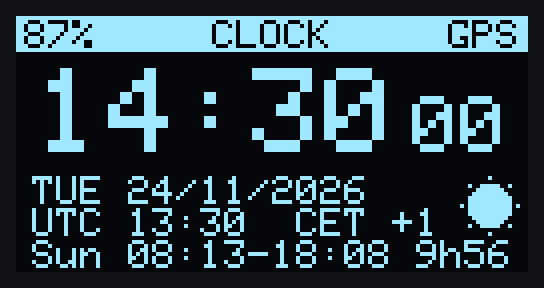 87% CLOCK GPS
14:30 00
TUE 24/11/2026
UTC 13:30 CET +1
Sun 08:13-18:08 9h56